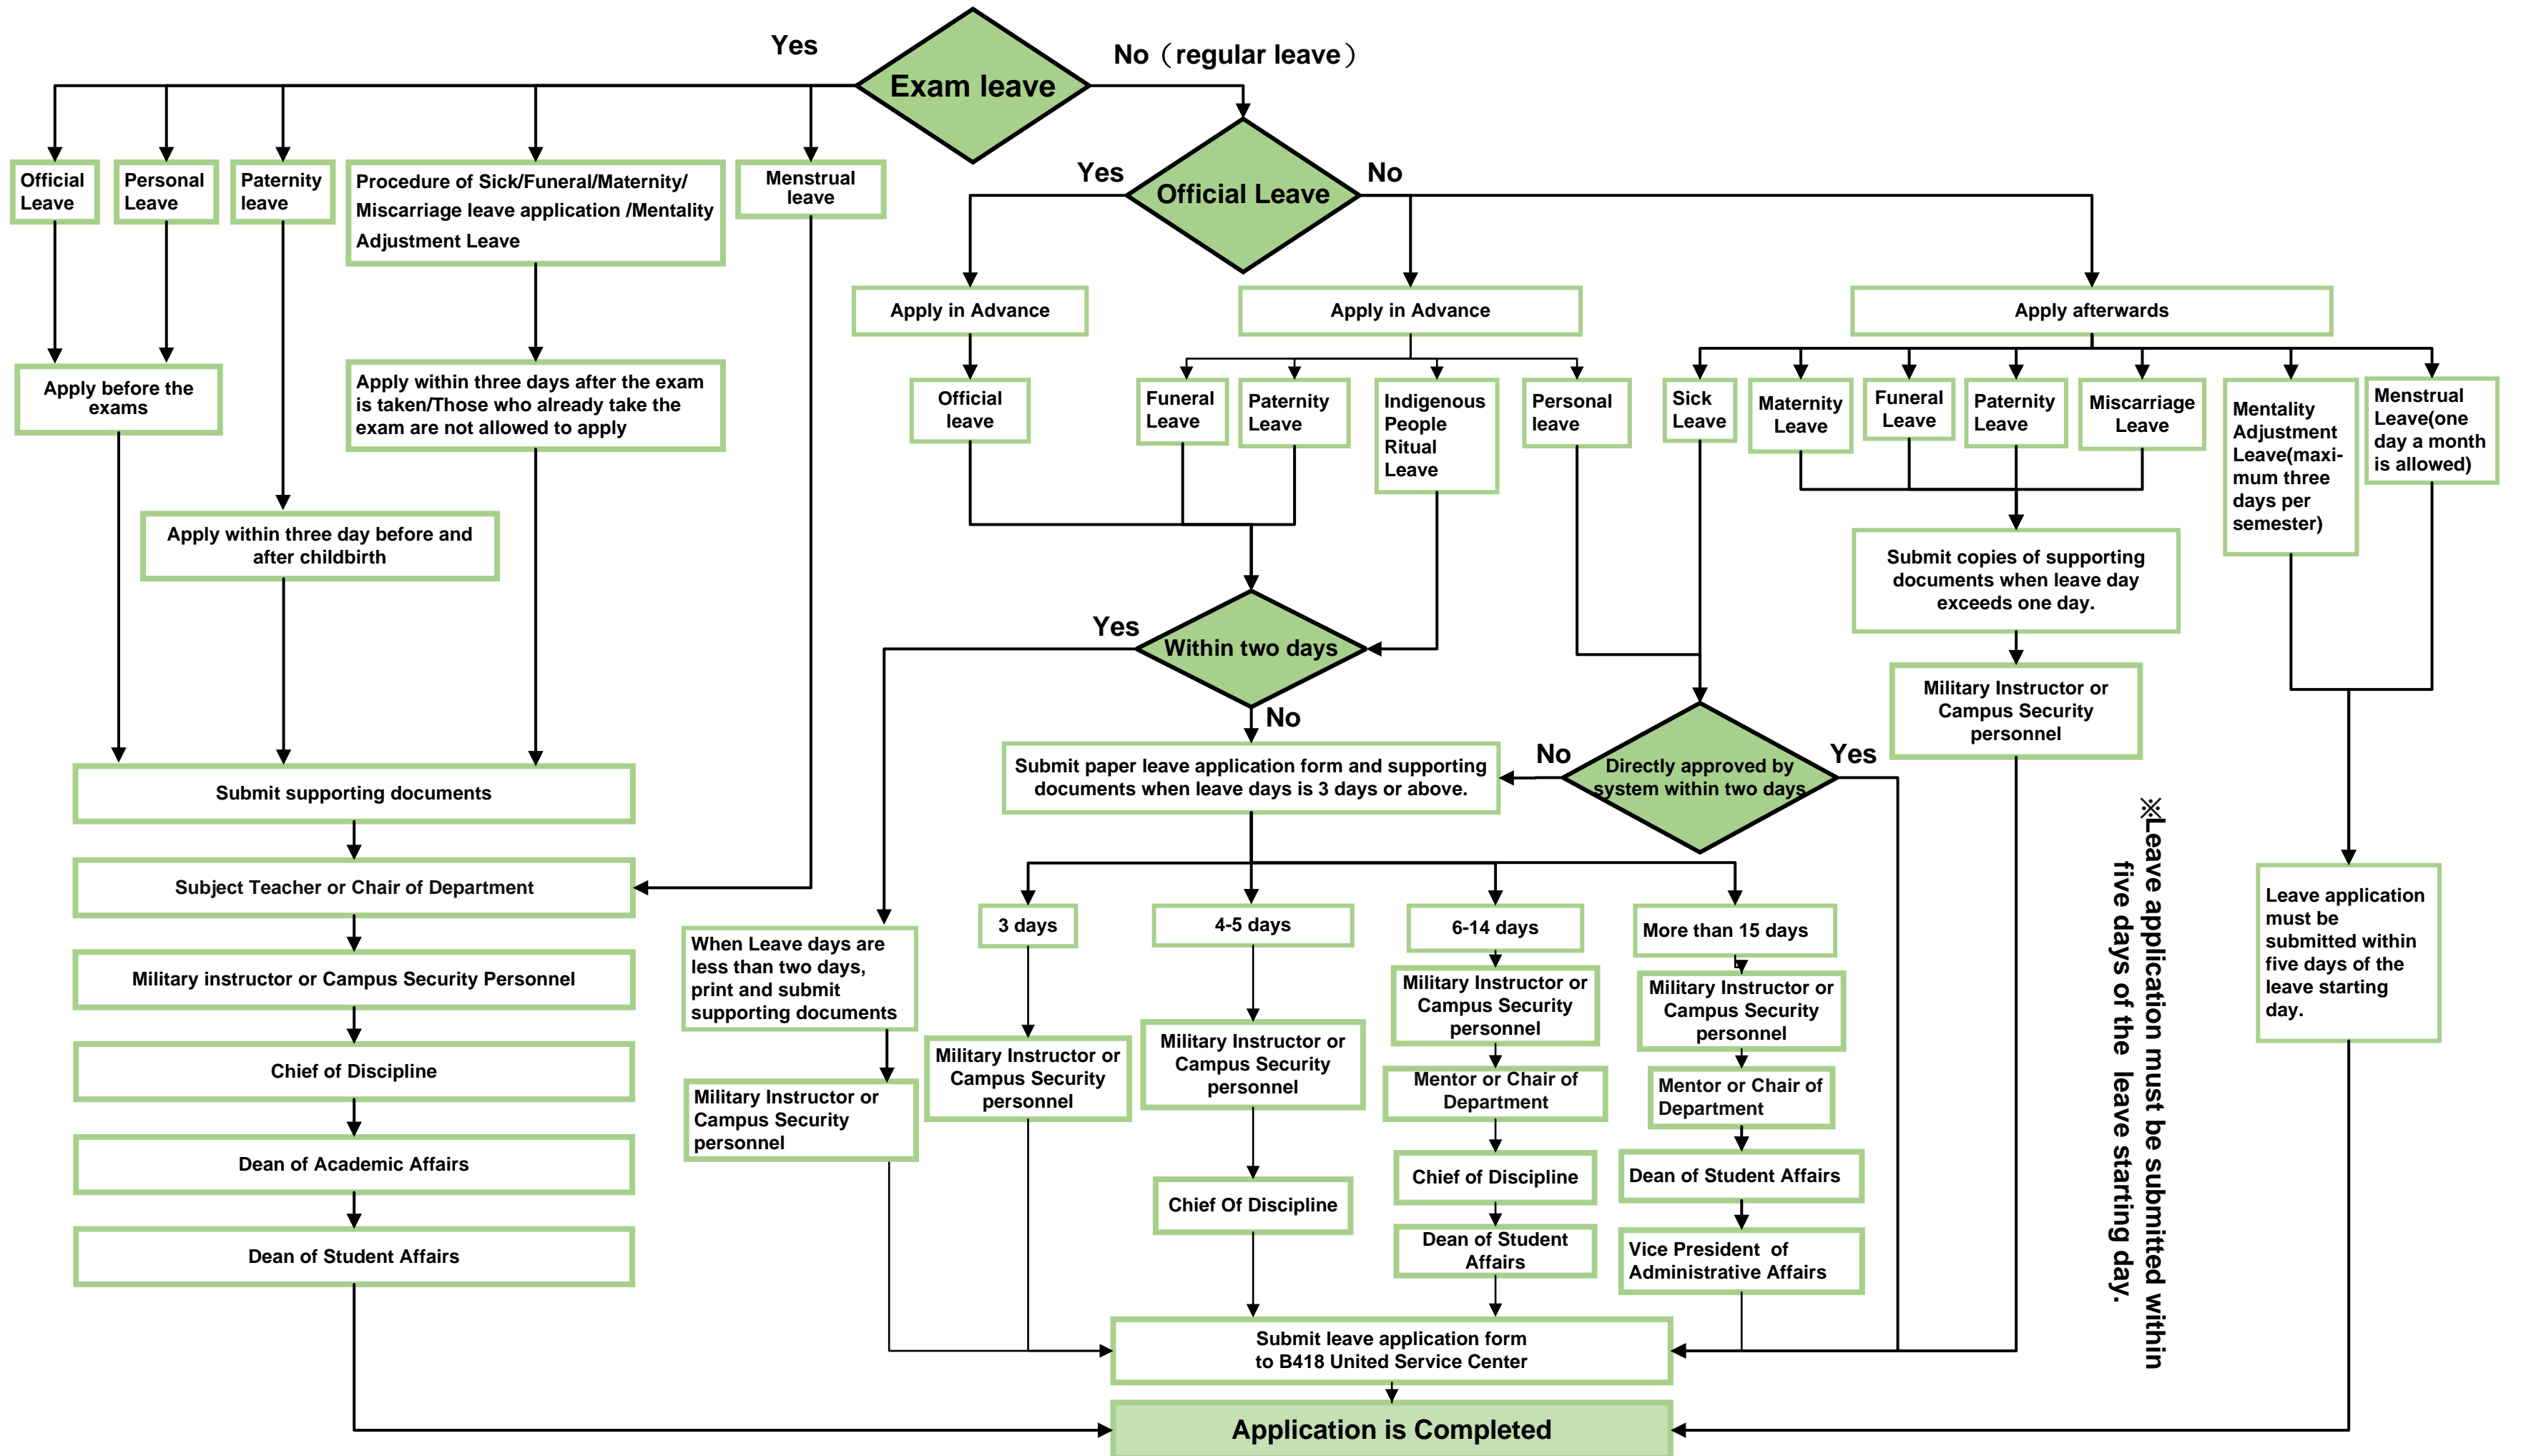 Yes
Exam leave
No（regular leave）
Official
Leave
Personal
Leave
Paternity
leave
Procedure of Sick/Funeral/Maternity/
Miscarriage leave application /Mentality
Adjustment Leave
Menstrual
leave
Yes
Official Leave
No
Apply in Advance
Apply in Advance
Apply afterwards
Apply before the
exams
Apply within three days after the exam
is taken/Those who already take the
exam are not allowed to apply
Official
leave
Funeral
Leave
Paternity
Leave
Indigenous
People
Ritual
Leave
Personal
leave
Sick
Leave
Maternity
Leave
Funeral
Leave
Paternity
Leave
Miscarriage
Leave
Mentality
Adjustment
Leave(maxi-
mum three
days per
semester)
Menstrual
Leave(one
day a month
is allowed)
Apply within three day before and
after childbirth
Submit copies of supporting
documents when leave day
exceeds one day.
Yes
Within two days
No
Military Instructor or
Campus Security
personnel
Submit supporting documents
Submit paper leave application form and supporting
documents when leave days is 3 days or above.
No
Directly approved by
system within two days
Yes
※Leave application must be submitted within
five days of the leave starting day.
Subject Teacher or Chair of Department
Military instructor or Campus Security Personnel
Chief of Discipline
Dean of Academic Affairs
Dean of Student Affairs
When Leave days are
less than two days,
print and submit
supporting documents
Military Instructor or
Campus Security
personnel
3 days
Military Instructor or
Campus Security
personnel
4-5 days
Military Instructor or
Campus Security
personnel
Chief Of Discipline
6-14 days
Military Instructor or
Campus Security
personnel
Mentor or Chair of
Department
Chief of Discipline
Dean of Student
Affairs
More than 15 days
Military Instructor or
Campus Security
personnel
Mentor or Chair of
Department
Dean of Student Affairs
Vice President of
Administrative Affairs
Leave application
must be
submitted within
five days of the
leave starting
day.
Submit leave application form
to B418 United Service Center
Application is Completed